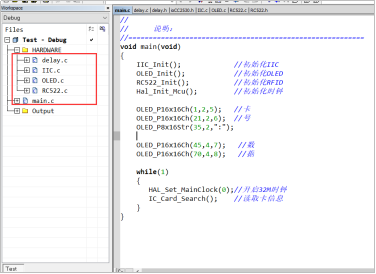 Workspace
Debug
Files
Test - Debug
HARDWARE
delay.c
IIC.c
OLED.c
RC522.c
main.c
Output
Test
main.c delay.c delay.h IIC.c OLED.c RC522.c RC522.h
//
// 说明:
//=====================================================
void main(void)
{
IIC_Init(); //初始化IIC
OLED_Init(); //初始化OLED
RC522_Init(); //初始化RFID
Hal_Init_Mcu(); //初始化时钟
OLED_P16x16Ch(1,2,5); //卡
OLED_P16x16Ch(21,2,6); //号
OLED_P8x16Str(35,2,":");
OLED_P16x16Ch(45,4,7); //数
OLED_P16x16Ch(70,4,8); //据
while(1)
{
HAL_Set_MainClock(0);//开启32M时钟
IC_Card_Search(); //读取卡信息
}
}